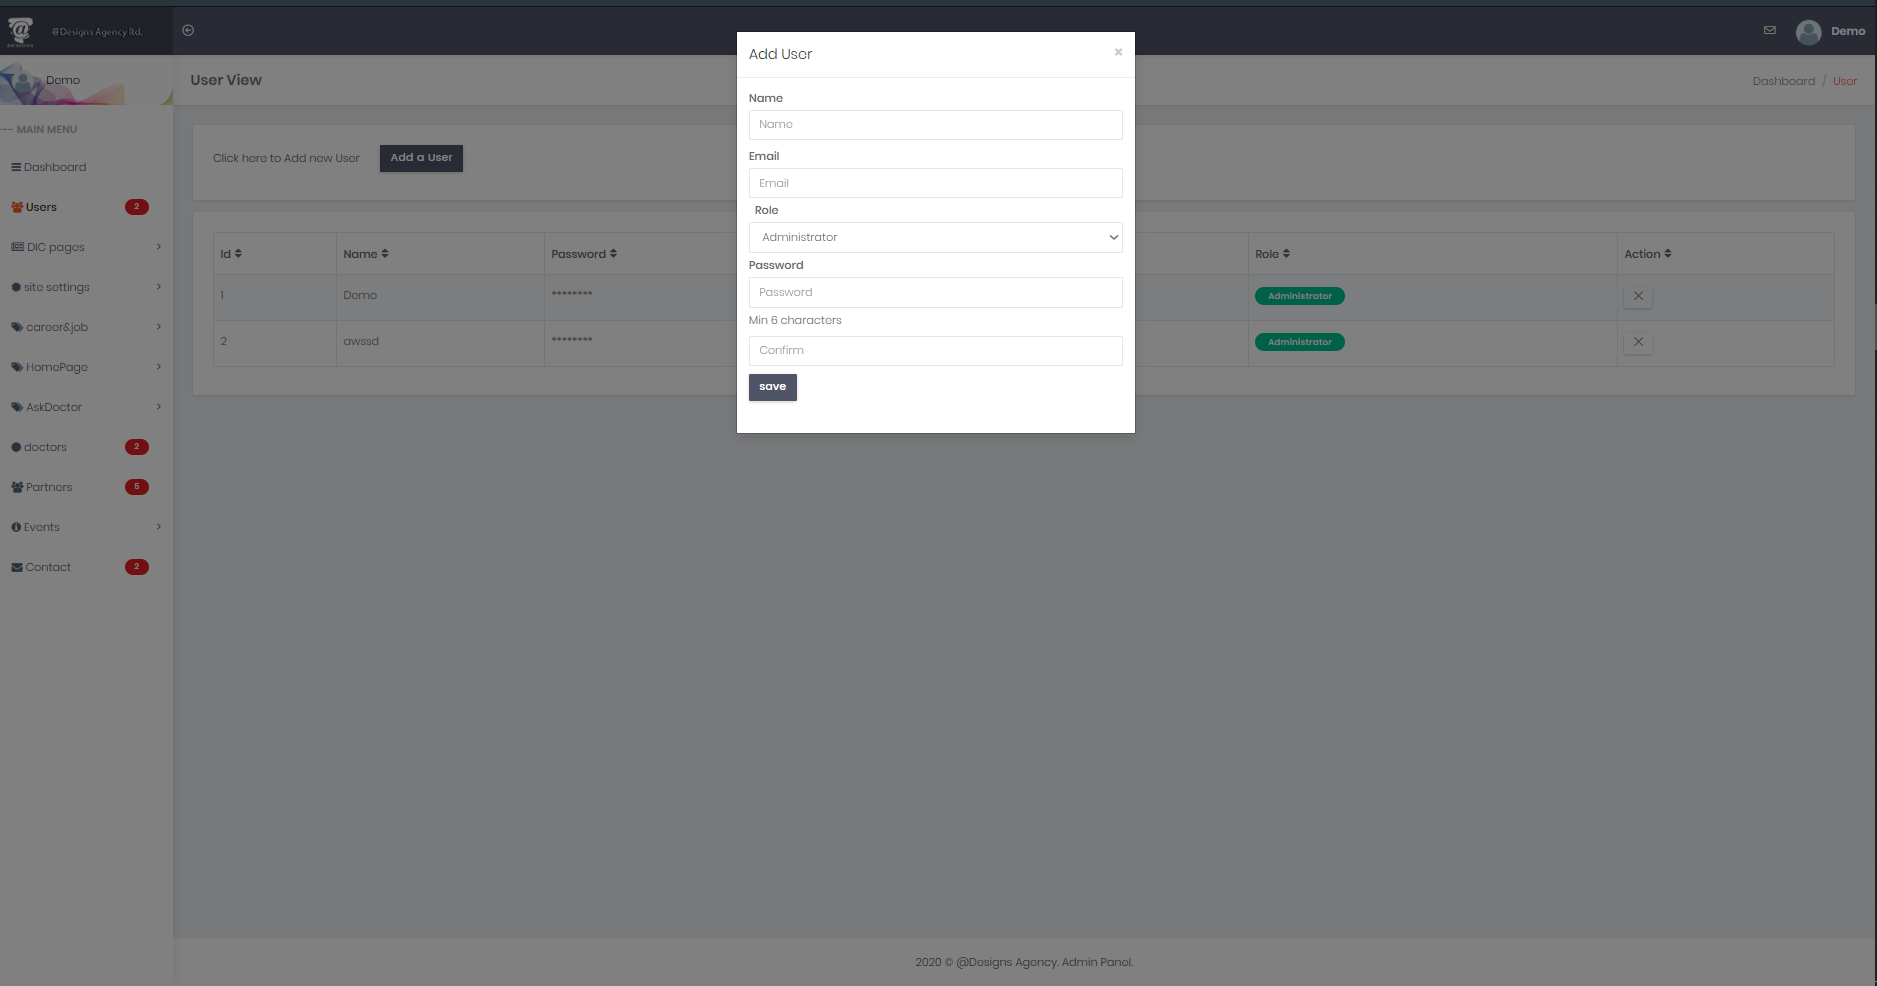 DESIGNS
@Designs Agency ltd.
Demo
Demo
MAIN MENU
Dashboard
Users 2
DIC pages
site settings
career&job
HomePage
AskDoctor
doctors 2
Partners 5
Events
Contact 2
User View
Dashboard / User
Click here to Add new User Add a User
Id Name Password Role Action
1 Demo ******** Administrator
2 awssd ******** Administrator
Add User ×
Name
Name
Email
Email
Role
Administrator
Password
Password
Min 6 characters
Confirm
save
2020 © @Designs Agency. Admin Panel.